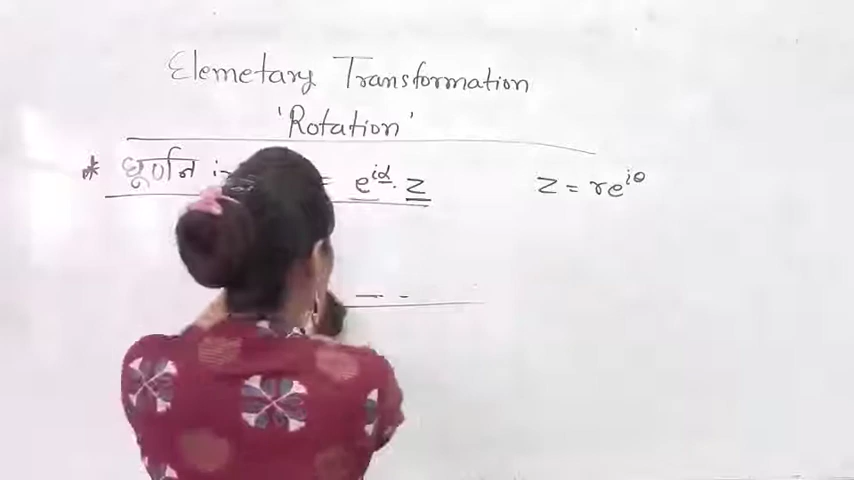 Elemetary Transformation
'Rotation'
* घूर्णन :- = e^{iα}. z z = re^{iθ}